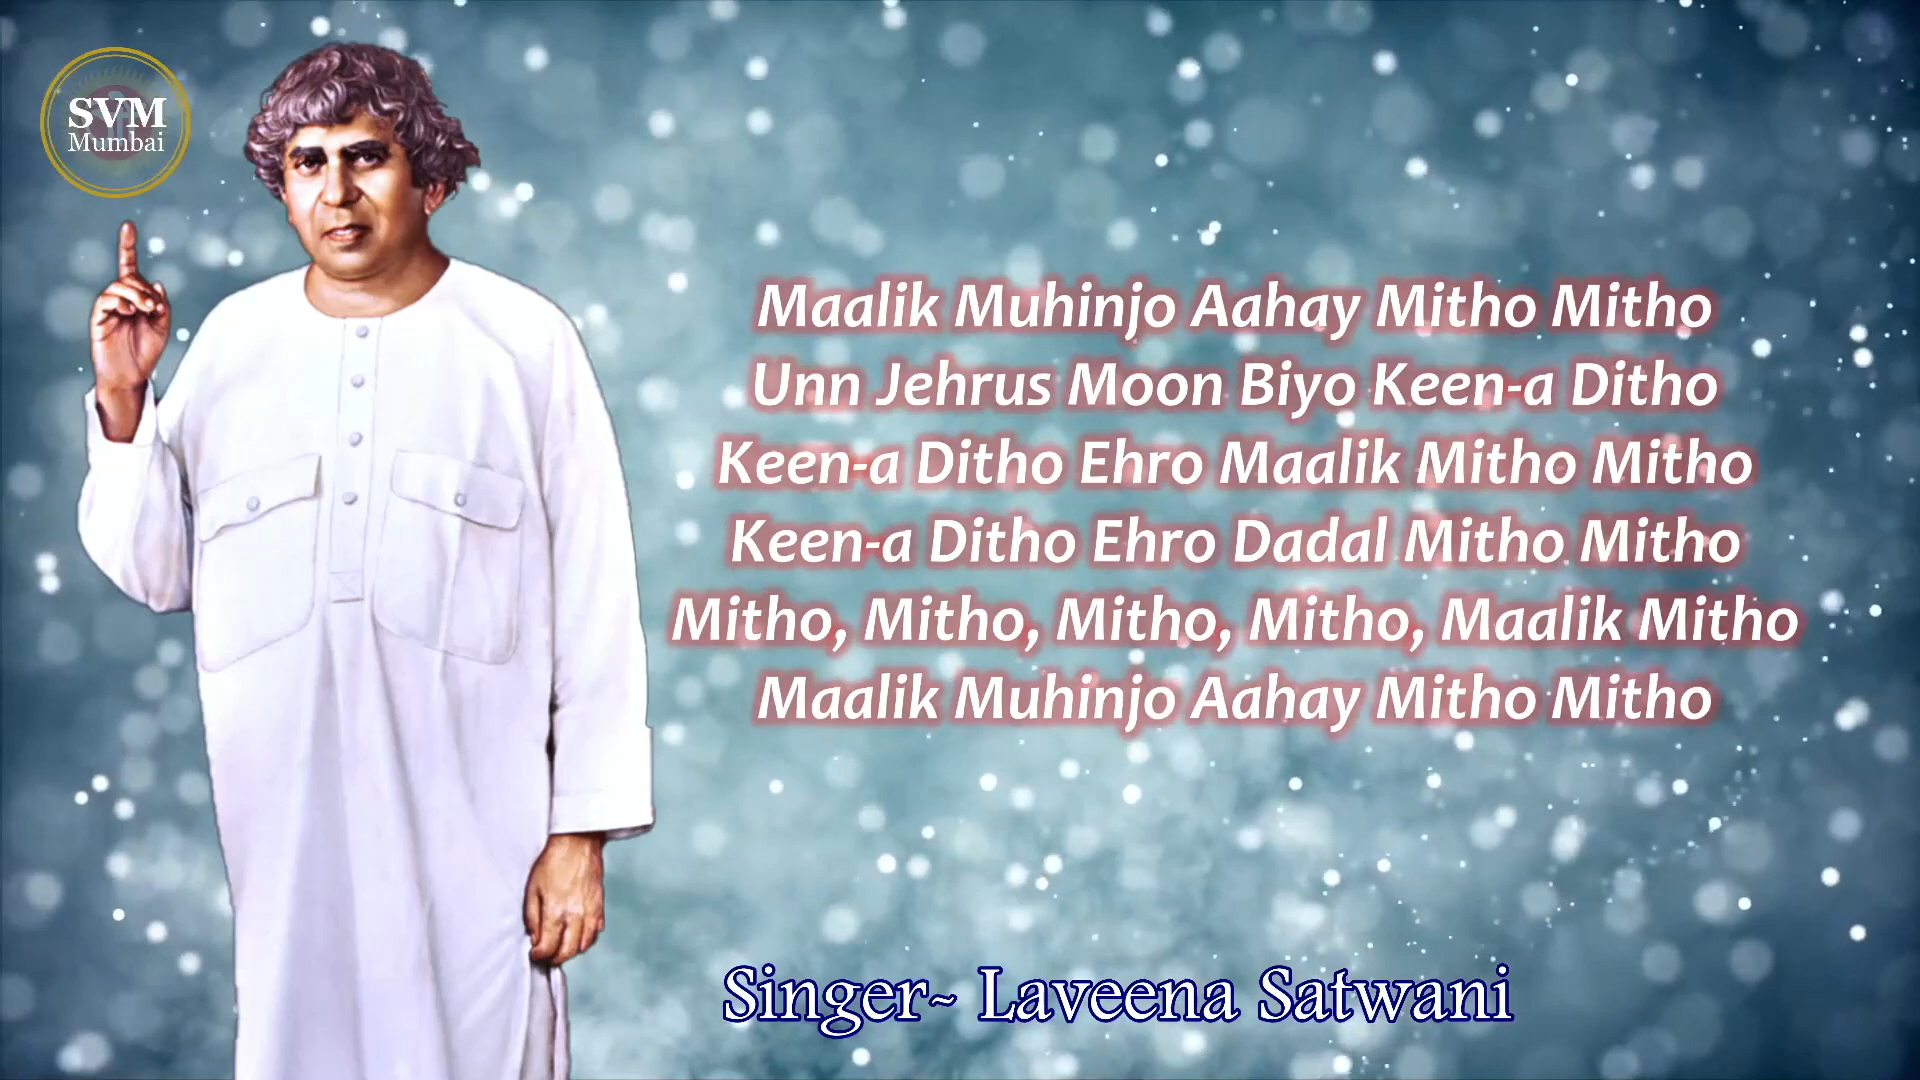 SVM
Mumbai
Maalik Muhinjo Aahay Mitho Mitho
Unn Jehrus Moon Biyo Keen-a Ditho
Keen-a Ditho Ehro Maalik Mitho Mitho
Keen-a Ditho Ehro Dadal Mitho Mitho
Mitho, Mitho, Mitho, Mitho, Maalik Mitho
Maalik Muhinjo Aahay Mitho Mitho
Singer~ Laveena Satwani